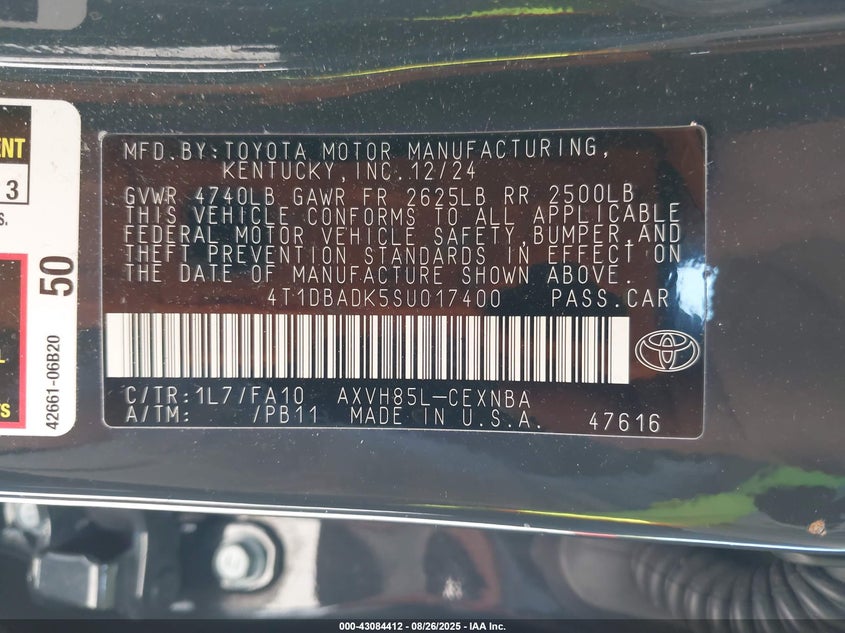 ENT
3
S.
50
42661-06B20
L
TS
MFD.BY:TOYOTA MOTOR MANUFACTURING,
KENTUCKY,INC.12/24
GVWR 4740LB GAWR FR 2625LB RR 2500LB
THIS VEHICLE CONFORMS TO ALL APPLICABLE
FEDERAL MOTOR VEHICLE SAFETY,BUMPER,AND
THEFT PREVENTION STANDARDS IN EFFECT ON
THE DATE OF MANUFACTURE SHOWN ABOVE.
4T1DBADK5SU017400 PASS.CAR
C/TR:1L7/FA10 AXVH85L-CEXNBA
A/TM: /PB11 MADE IN U.S.A. 47616
000-43084412 - 08/26/2025 - IAA Inc.